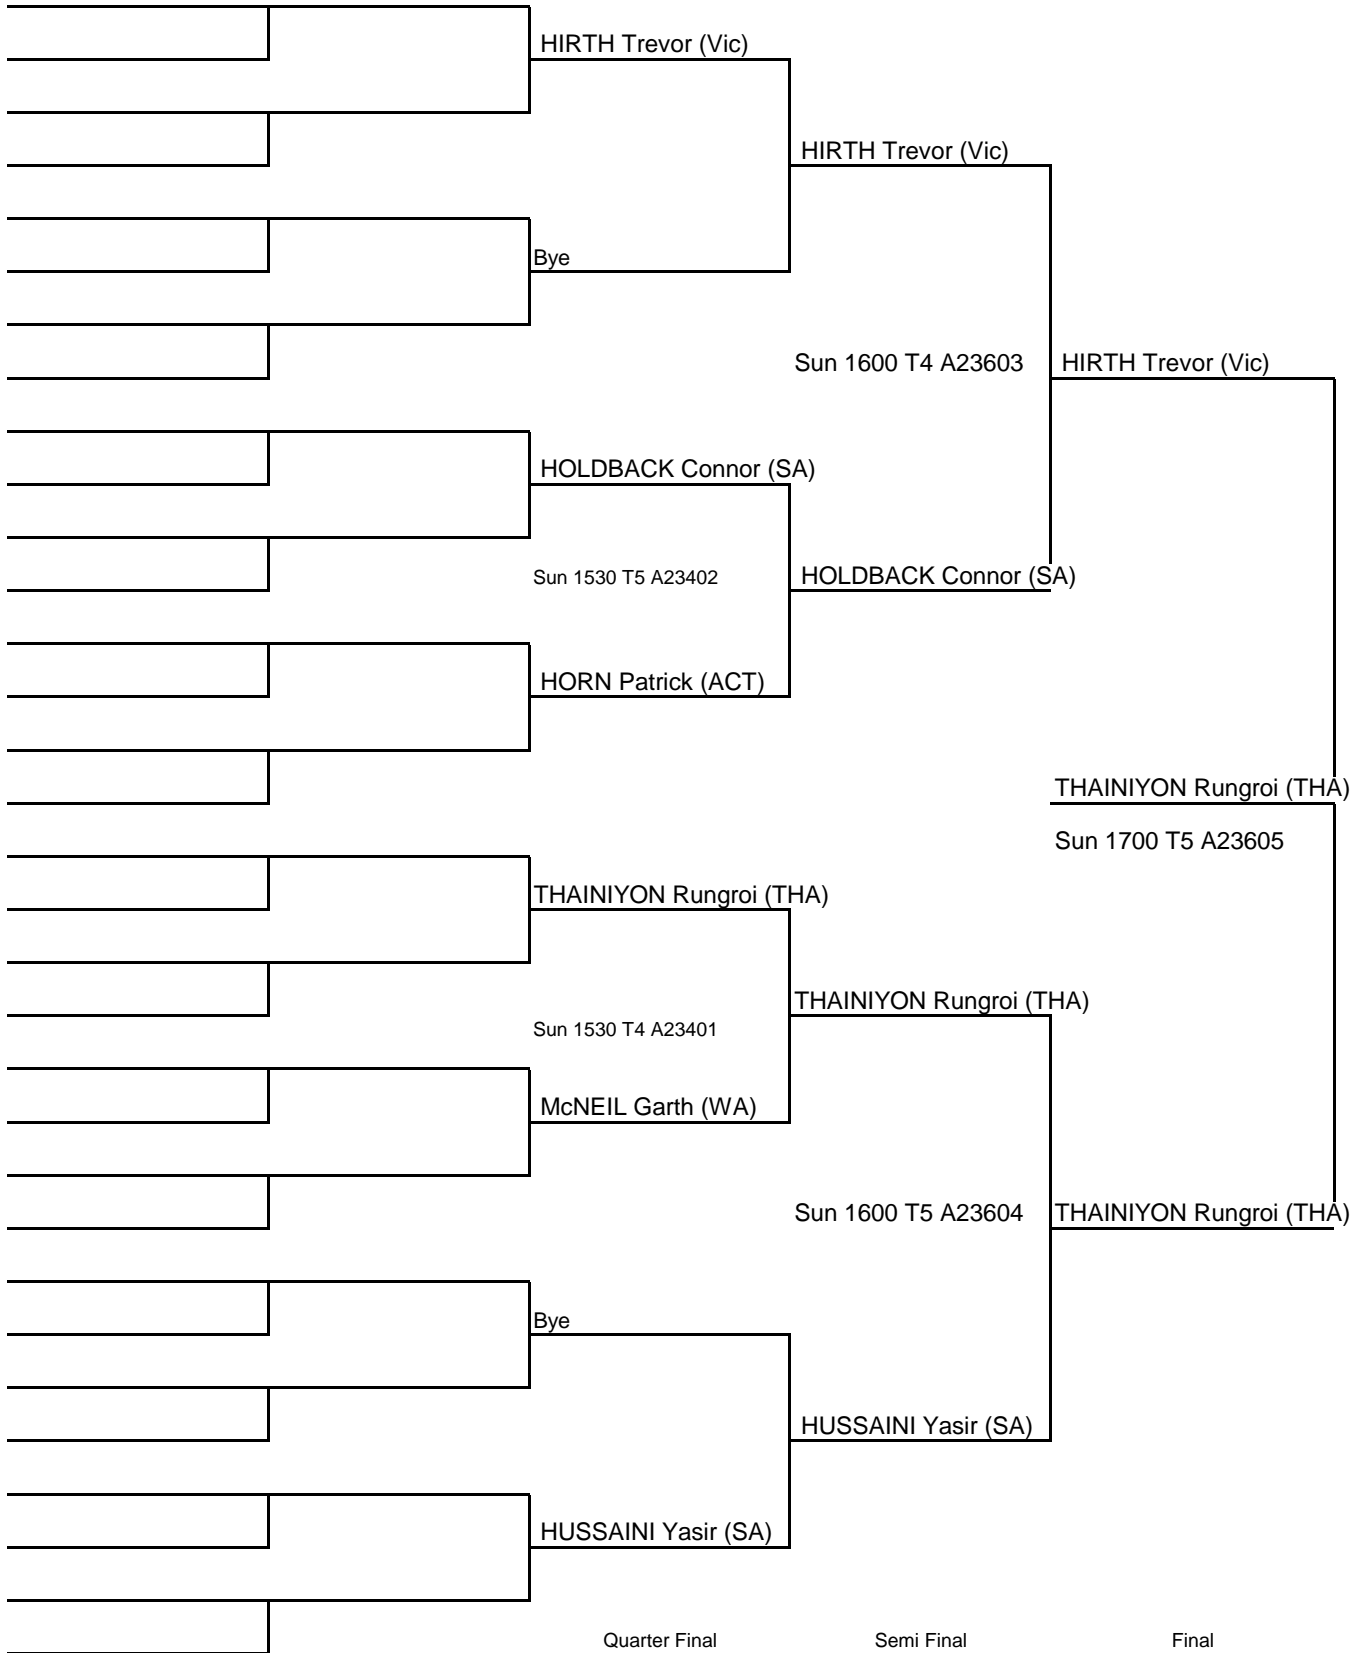 HIRTH Trevor (Vic)
HIRTH Trevor (Vic)
Bye
Sun 1600 T4 A23603
HIRTH Trevor (Vic)
HOLDBACK Connor (SA)
Sun 1530 T5 A23402
HOLDBACK Connor (SA)
HORN Patrick (ACT)
THAINIYON Rungroi (THA)
Sun 1700 T5 A23605
THAINIYON Rungroi (THA)
THAINIYON Rungroi (THA)
Sun 1530 T4 A23401
McNEIL Garth (WA)
Sun 1600 T5 A23604
THAINIYON Rungroi (THA)
Bye
HUSSAINI Yasir (SA)
HUSSAINI Yasir (SA)
Quarter Final
Semi Final
Final